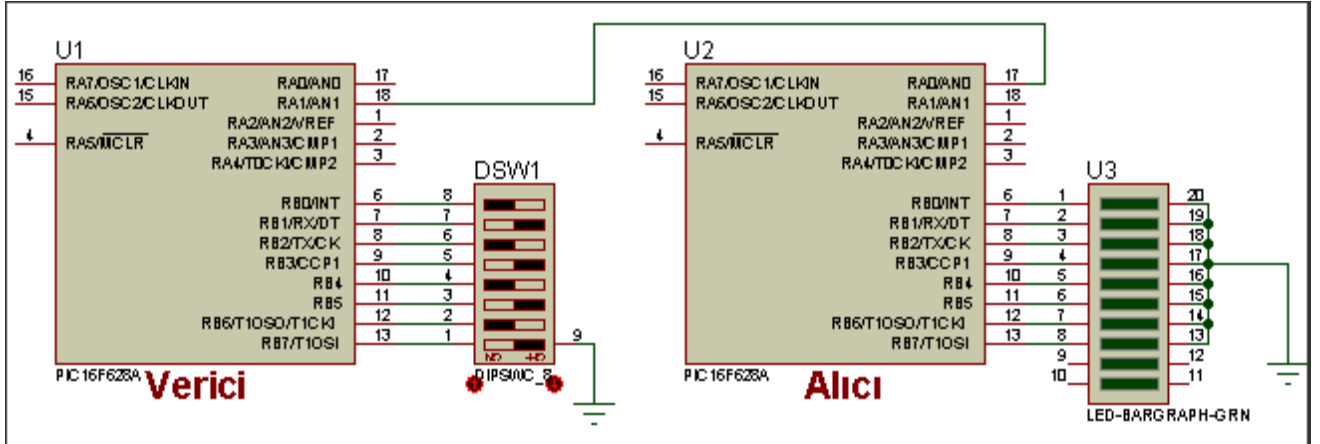 U1
16 RA7/OSC1/CLKIN RA0/AN0 17
15 RA6/OSC2/CLKOUT RA1/AN1 18
RA2/AN2/VREF 1
4 RA5/MCLR RA3/AN3/CMP1 2
RA4/T0CKI/CMP2 3
RB0/INT 6
RB1/RX/DT 7
RB2/TX/CK 8
RB3/CCP1 9
RB4 10
RB5 11
RB6/T1OSO/T1CKI 12
RB7/T1OSI 13
PIC16F628A
Verici
DSW1
8
7
6
5
4
3
2
1 9
DIPSWC_8
U2
16 RA7/OSC1/CLKIN RA0/AN0 17
15 RA6/OSC2/CLKOUT RA1/AN1 18
RA2/AN2/VREF 1
4 RA5/MCLR RA3/AN3/CMP1 2
RA4/T0CKI/CMP2 3
RB0/INT 6
RB1/RX/DT 7
RB2/TX/CK 8
RB3/CCP1 9
RB4 10
RB5 11
RB6/T1OSO/T1CKI 12
RB7/T1OSI 13
PIC16F628A
Alıcı
U3
1 20
2 19
3 18
4 17
5 16
6 15
7 14
8 13
9 12
10 11
LED-BARGRAPH-GRN